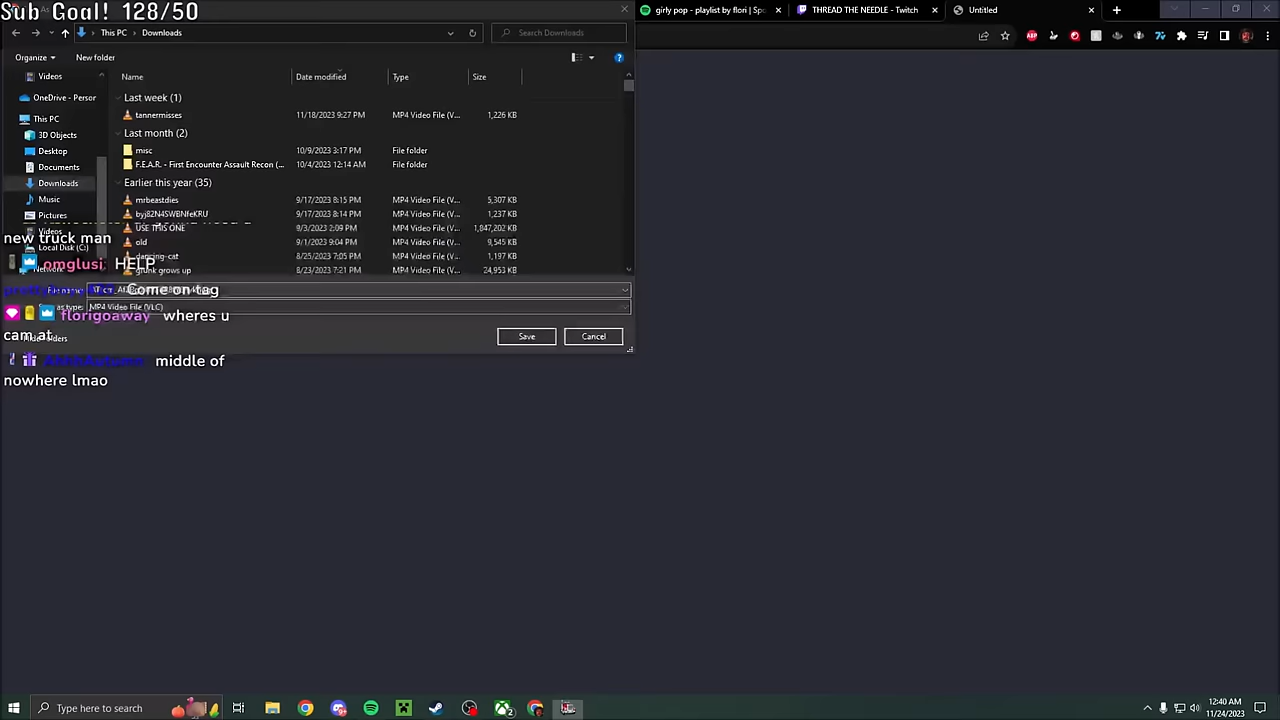 Sub Goal! 128/50
girly pop - playlist by flori | Spo
THREAD THE NEEDLE - Twitch
Untitled
This PC
Downloads
Search Downloads
Organize
New folder
Name
Date modified
Type
Size
Videos
OneDrive - Person
This PC
3D Objects
Desktop
Documents
Downloads
Music
Pictures
Videos
Local Disk (C:)
Network
Last week (1)
tannermisses 11/18/2023 9:27 PM MP4 Video File (V... 1,226 KB
Last month (2)
misc 10/9/2023 3:17 PM File folder
F.E.A.R. - First Encounter Assault Recon (... 10/4/2023 12:14 AM File folder
Earlier this year (35)
mrbeastdies 9/17/2023 8:15 PM MP4 Video File (V... 5,307 KB
byj82N4SWBNfeKRU 9/17/2023 8:14 PM MP4 Video File (V... 1,237 KB
USE THIS ONE 9/3/2023 2:09 PM MP4 Video File (V... 1,847,202 KB
old 9/1/2023 9:04 PM MP4 Video File (V... 9,545 KB
dancing-cat 8/25/2023 7:05 PM MP4 Video File (V... 1,197 KB
grunk grows up 8/23/2023 7:21 PM MP4 Video File (V... 24,953 KB
new truck man
omglusi HELP
Come on tag
MP4 Video File (VLC)
florigoaway wheres u
cam at
Hide Folders
Save
Cancel
middle of
nowhere lmao
Type here to search
12:40 AM
11/24/2023